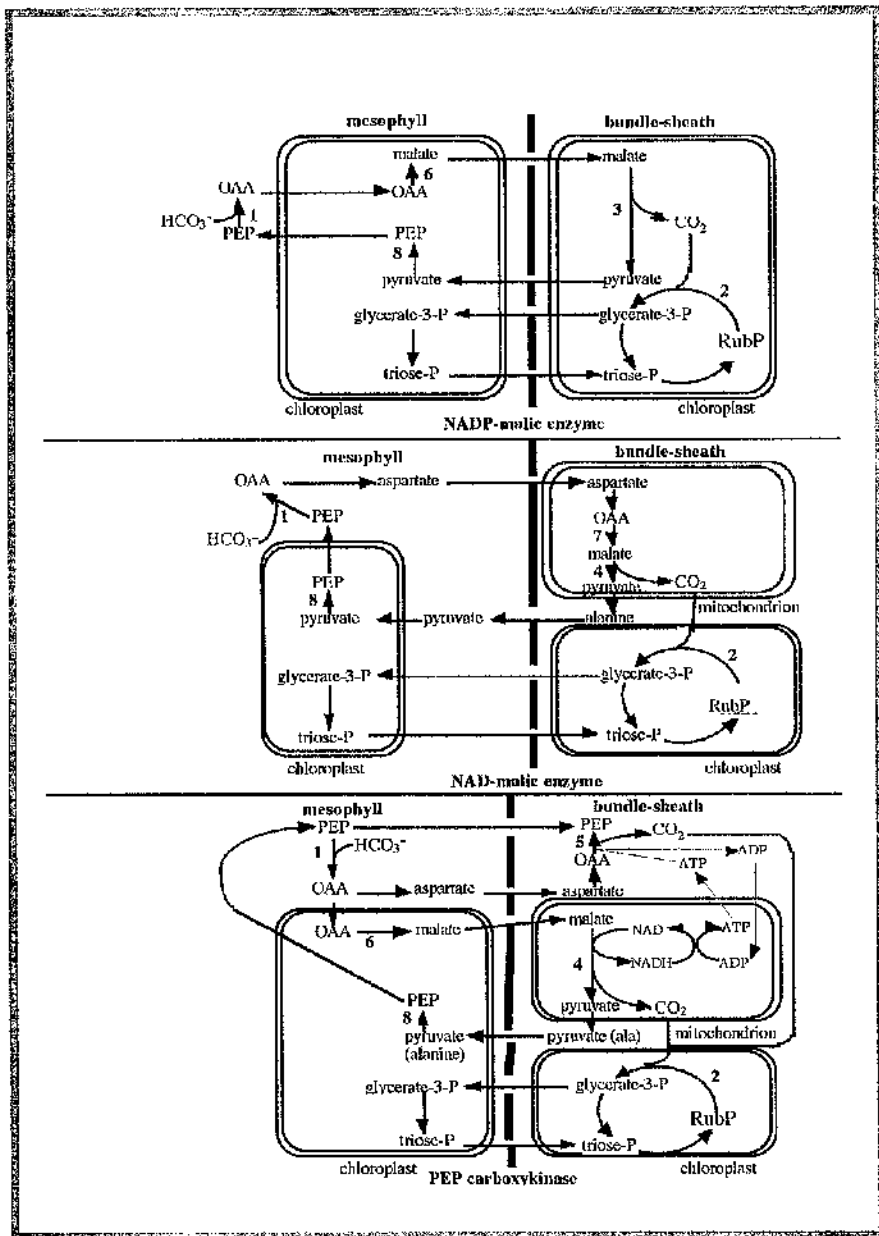 mesophyll bundle-sheath
malate malate
6
OAA OAA
1 3 CO₂
HCO₃⁻
PEP PEP
8
pyruvate pyruvate
2
glycerate-3-P glycerate-3-P
RubP
triose-P triose-P
chloroplast chloroplast
NADP-malic enzyme
mesophyll bundle-sheath
OAA aspartate aspartate
1 PEP OAA
7
HCO₃⁻ malate
4
PEP pyruvate CO₂
8 mitochondrion
pyruvate pyruvate alanine
2
glycerate-3-P glycerate-3-P
RubP
triose-P triose-P
chloroplast chloroplast
NAD-malic enzyme
mesophyll bundle-sheath
PEP PEP CO₂
1 HCO₃⁻ 5 ADP
OAA ATP
OAA aspartate aspartate
OAA 6 malate malate NAD ATP
4 NADH ADP
PEP pyruvate CO₂
8
pyruvate pyruvate (ala) mitochondrion
(alanine)
glycerate-3-P glycerate-3-P 2
RubP
triose-P triose-P
chloroplast chloroplast
PEP carboxykinase